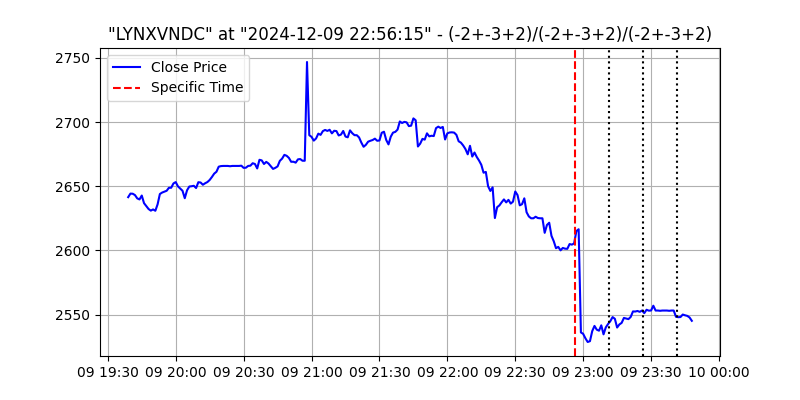 "LYNXVNDC" at "2024-12-09 22:56:15" - (-2+-3+2)/(-2+-3+2)/(-2+-3+2)
Close Price
Specific Time
2750
2700
2650
2600
2550
09 19:30 09 20:00 09 20:30 09 21:00 09 21:30 09 22:00 09 22:30 09 23:00 09 23:30 10 00:00